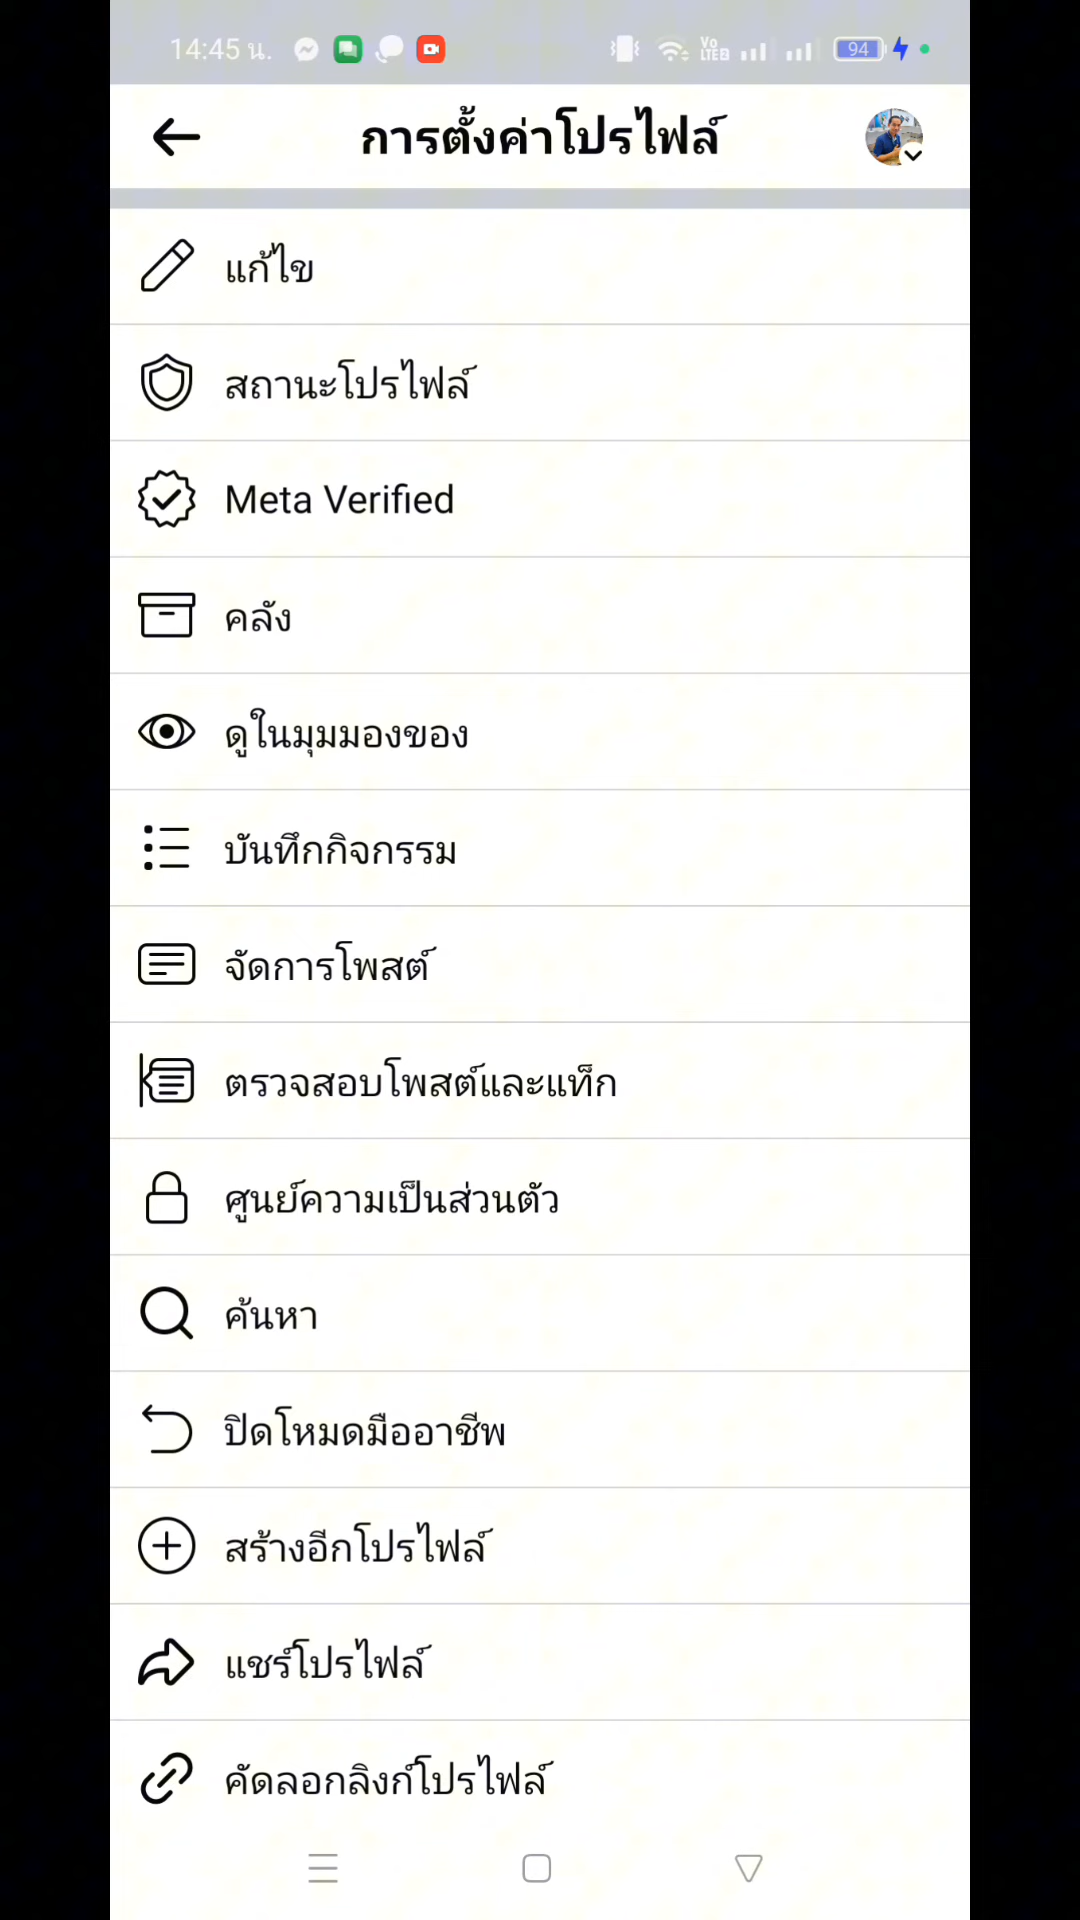 14:45 น. Vo LTE2 94
การตั้งค่าโปรไฟล์
แก้ไข
สถานะโปรไฟล์
Meta Verified
คลัง
ดูในมุมมองของ
บันทึกกิจกรรม
จัดการโพสต์
ตรวจสอบโพสต์และแท็ก
ศูนย์ความเป็นส่วนตัว
ค้นหา
ปิดโหมดมืออาชีพ
สร้างอีกโปรไฟล์
แชร์โปรไฟล์
คัดลอกลิงก์โปรไฟล์